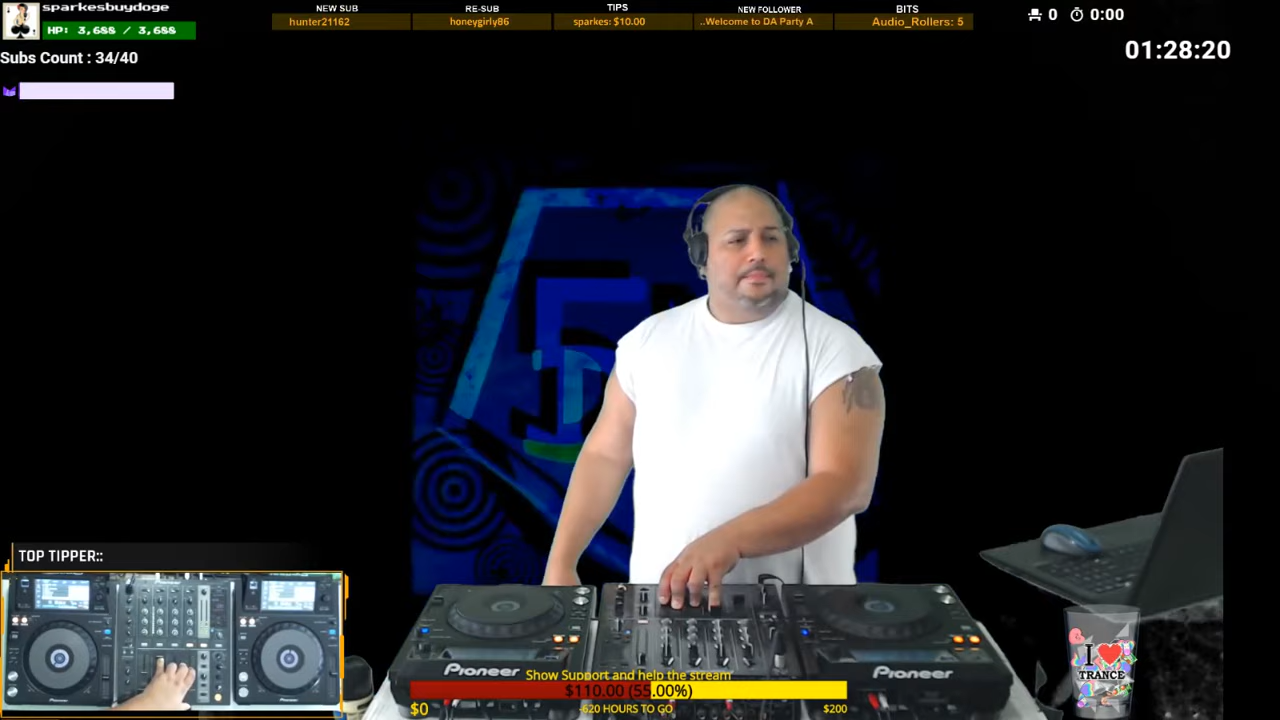 sparkesbuydoge
HP: 3,688 / 3,688
Subs Count : 34/40
NEW SUB
hunter21162
RE-SUB
honeygirly86
TIPS
sparkes: $10.00
NEW FOLLOWER
..Welcome to DA Party A
BITS
Audio_Rollers: 5
0
0:00
01:28:20
TOP TIPPER::
Pioneer
Pioneer
Show Support and help the stream
$110.00 (55.00%)
$0
-620 HOURS TO GO
$200
I
TRANCE